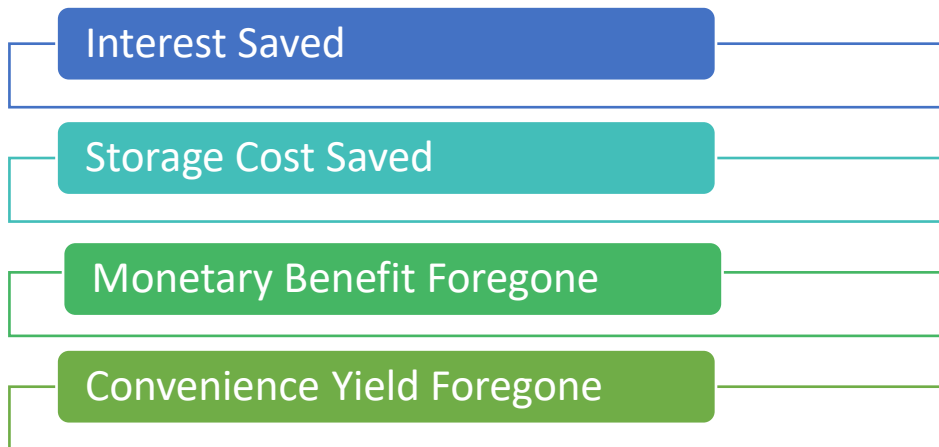 Interest Saved
Storage Cost Saved
Monetary Benefit Foregone
Convenience Yield Foregone